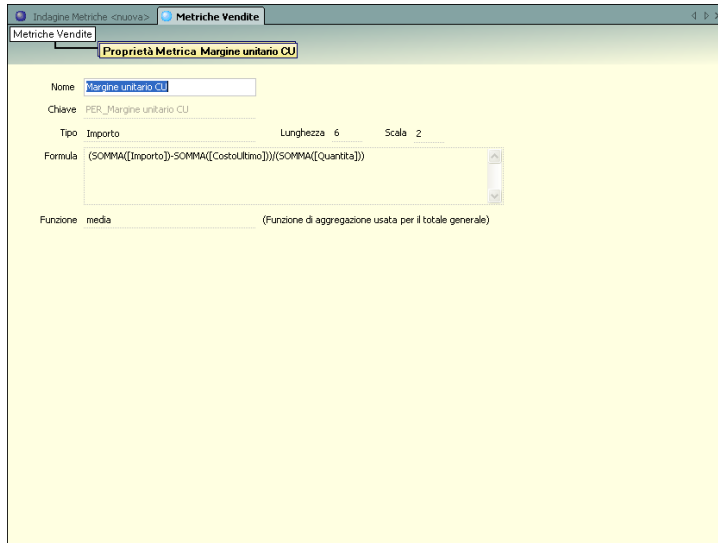 Indagine Metriche <nuova> Metriche Vendite
Metriche Vendite
Proprietà Metrica Margine unitario CU
Nome Margine unitario CU
Chiave PER_Margine unitario CU
Tipo Importo Lunghezza 6 Scala 2
Formula (SOMMA([Importo])-SOMMA([CostoUltimo]))/(SOMMA([Quantita]))
Funzione media (Funzione di aggregazione usata per il totale generale)